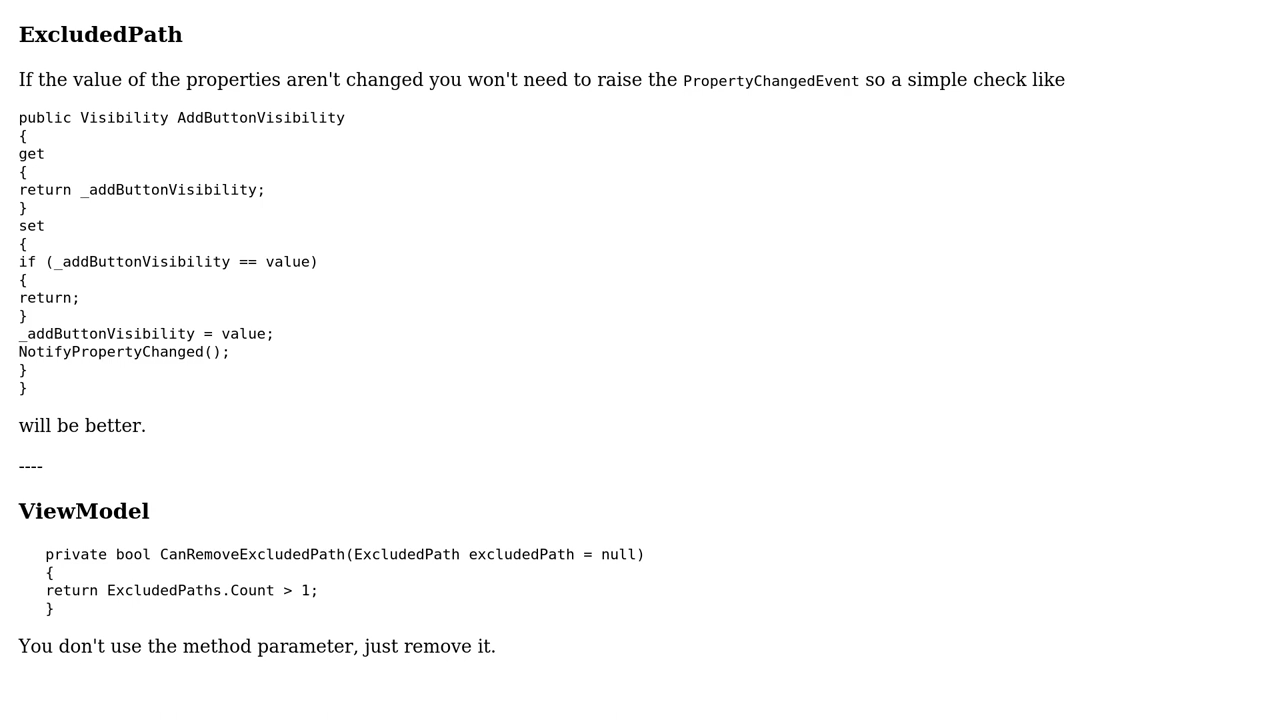 ExcludedPath
If the value of the properties aren't changed you won't need to raise the PropertyChangedEvent so a simple check like
public Visibility AddButtonVisibility
{
get
{
return _addButtonVisibility;
}
set
{
if (_addButtonVisibility == value)
{
return;
}
_addButtonVisibility = value;
NotifyPropertyChanged();
}
}
will be better.
----
ViewModel
private bool CanRemoveExcludedPath(ExcludedPath excludedPath = null)
{
return ExcludedPaths.Count > 1;
}
You don't use the method parameter, just remove it.